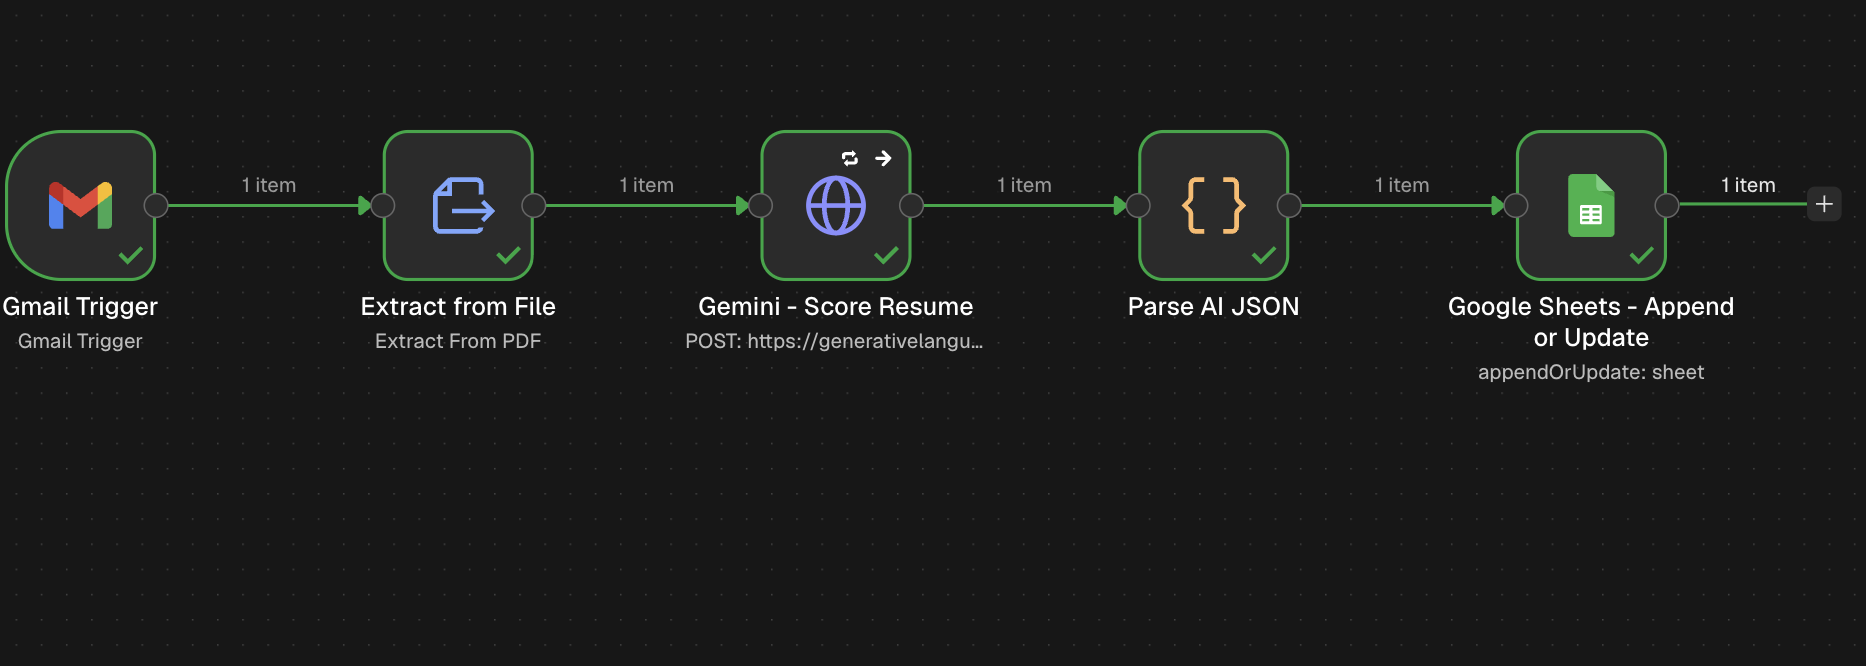 1 item
1 item
1 item
1 item
1 item
Gmail Trigger
Gmail Trigger
Extract from File
Extract From PDF
Gemini - Score Resume
POST: https://generativelangu...
Parse AI JSON
Google Sheets - Append
or Update
appendOrUpdate: sheet